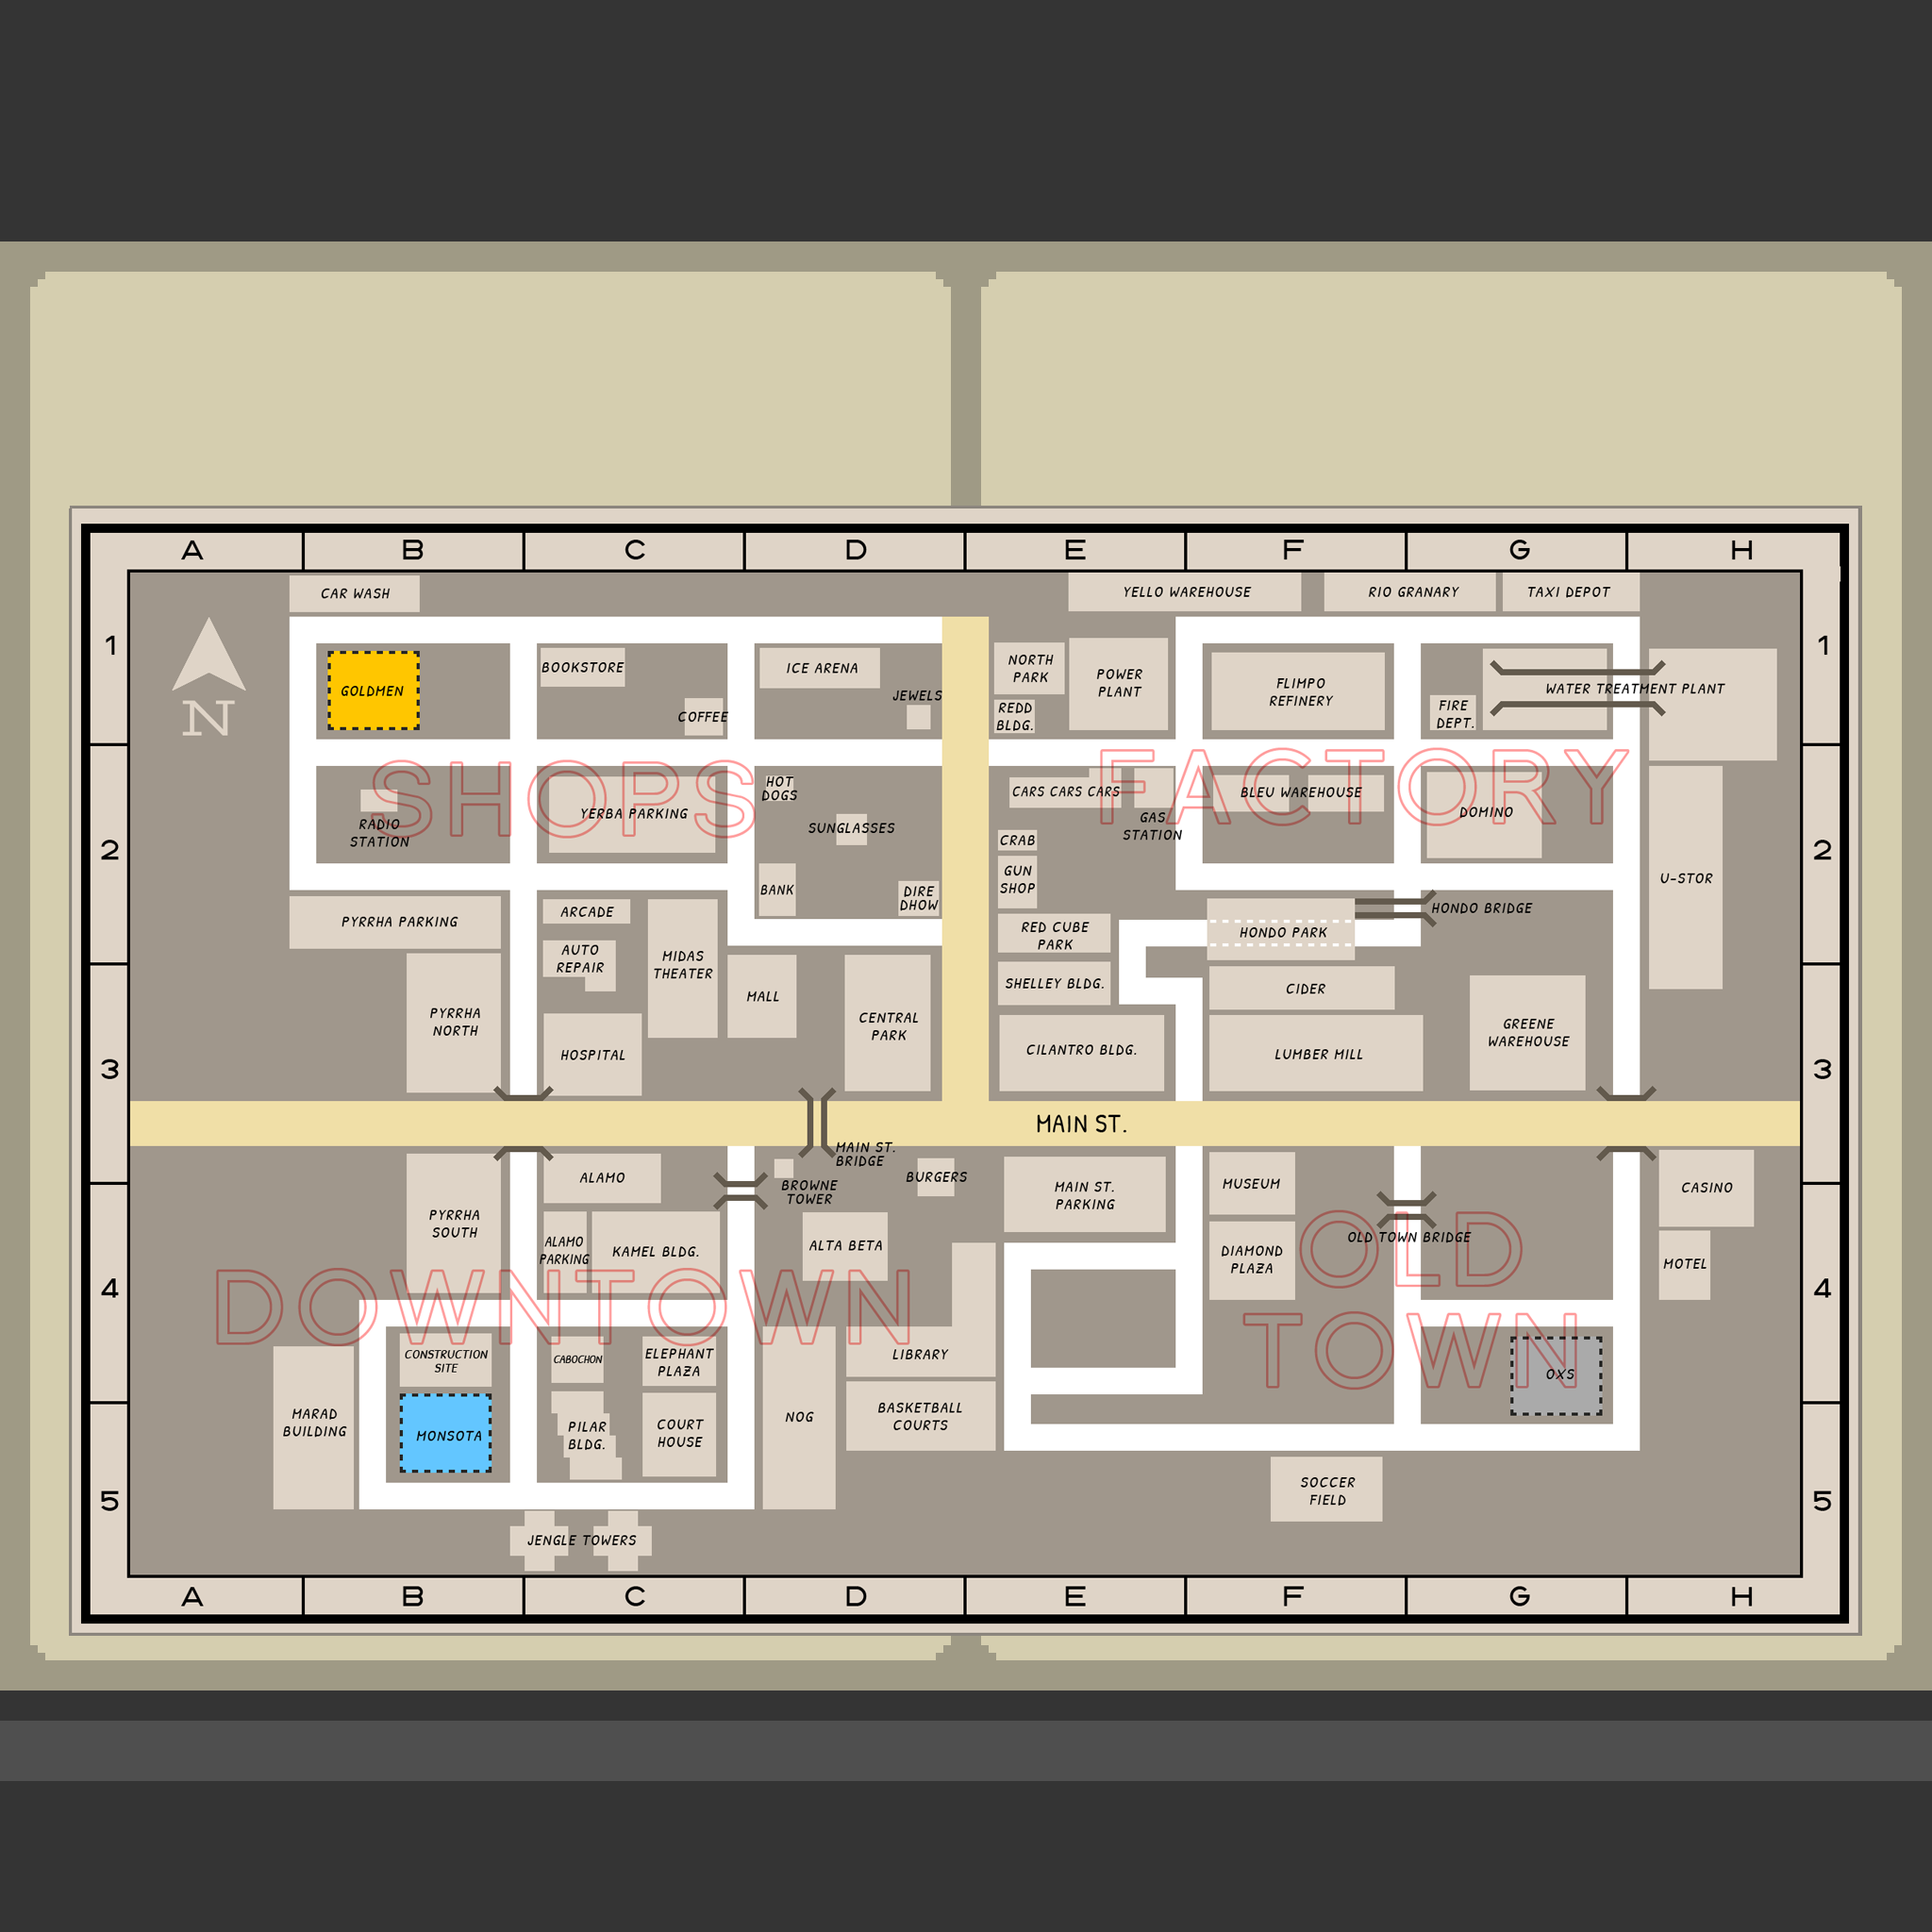 A B C D E F G H
1
1
CAR WASH
YELLO WAREHOUSE
RIO GRANARY
TAXI DEPOT
N
GOLDMEN
BOOKSTORE
COFFEE
ICE ARENA
JEWELS
NORTH
PARK
REDD
BLDG.
POWER
PLANT
FLIMPO
REFINERY
FIRE
DEPT.
WATER TREATMENT PLANT
SHOPS
FACTORY
2
2
RADIO
STATION
YERBA PARKING
HOT
DOGS
SUNGLASSES
BANK
DIRE
DHOW
CARS CARS CARS
GAS
STATION
CRAB
GUN
SHOP
BLEU WAREHOUSE
DOMINO
U-STOR
PYRRHA PARKING
ARCADE
AUTO
REPAIR
MIDAS
THEATER
RED CUBE
PARK
HONDO PARK
HONDO BRIDGE
3
3
PYRRHA
NORTH
HOSPITAL
MALL
CENTRAL
PARK
SHELLEY BLDG.
CILANTRO BLDG.
CIDER
LUMBER MILL
GREENE
WAREHOUSE
MAIN ST.
MAIN ST.
BRIDGE
ALAMO
BROWNE
TOWER
BURGERS
MAIN ST.
PARKING
MUSEUM
CASINO
4
4
PYRRHA
SOUTH
ALAMO
PARKING
KAMEL BLDG.
ALTA BETA
DIAMOND
PLAZA
OLD TOWN BRIDGE
MOTEL
DOWNTOWN
OLD
TOWN
CONSTRUCTION
SITE
CABOCHON
ELEPHANT
PLAZA
LIBRARY
OXS
MARAD
BUILDING
MONSOTA
PILAR
BLDG.
COURT
HOUSE
NOG
BASKETBALL
COURTS
5
5
SOCCER
FIELD
JENGLE TOWERS
A B C D E F G H